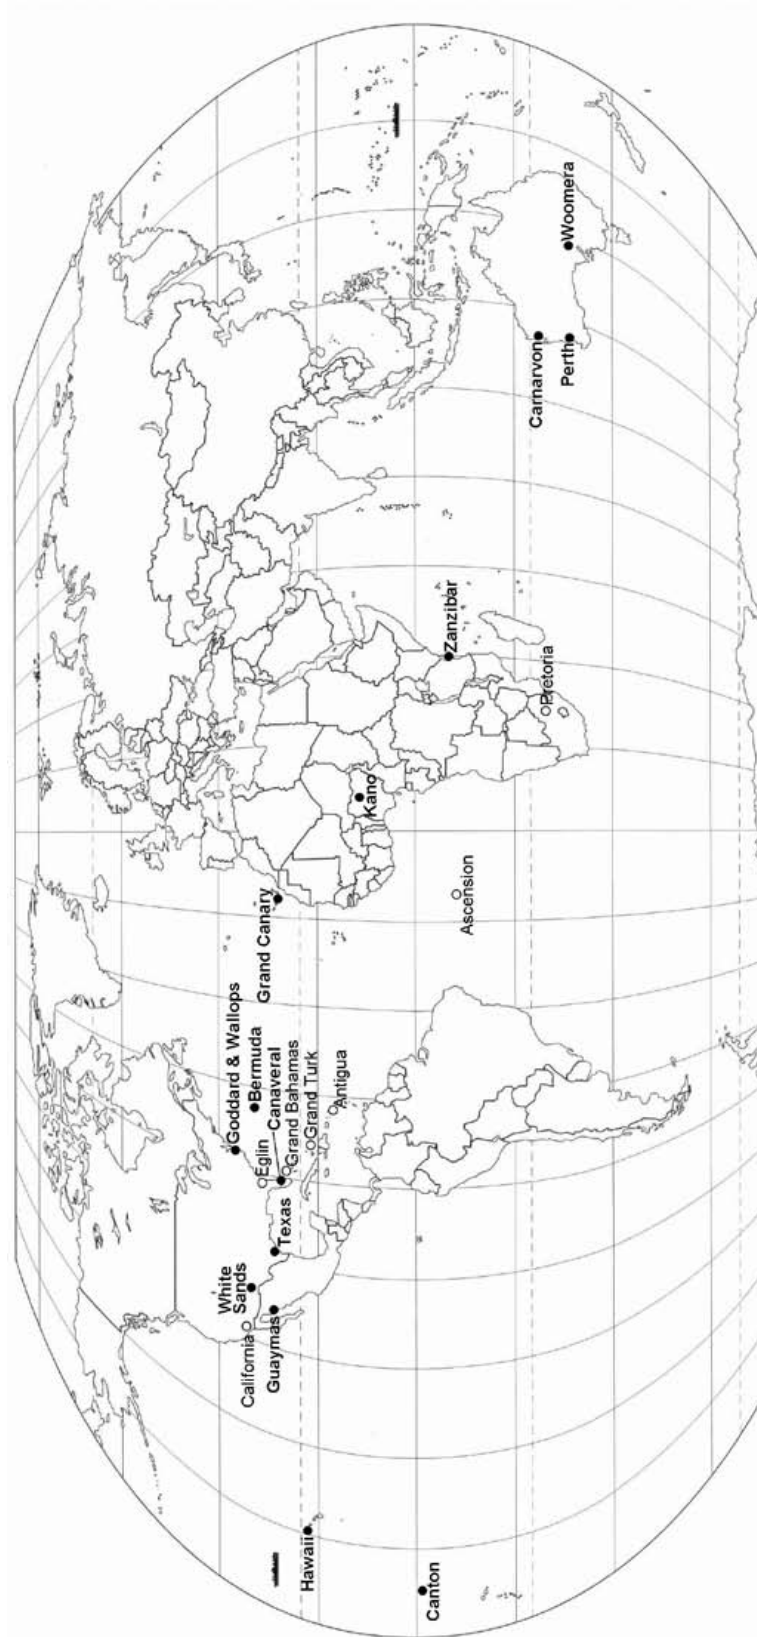 Woomera
Carnarvon
Perth
Zanzibar
Pretoria
Kano
Ascension
Grand Canary
Goddard & Wallops
Bermuda
Canaveral
Grand Bahamas
Grand Turk
Antigua
Eglin
Texas
White
Sands
California
Guaymas
Hawaii
Canton